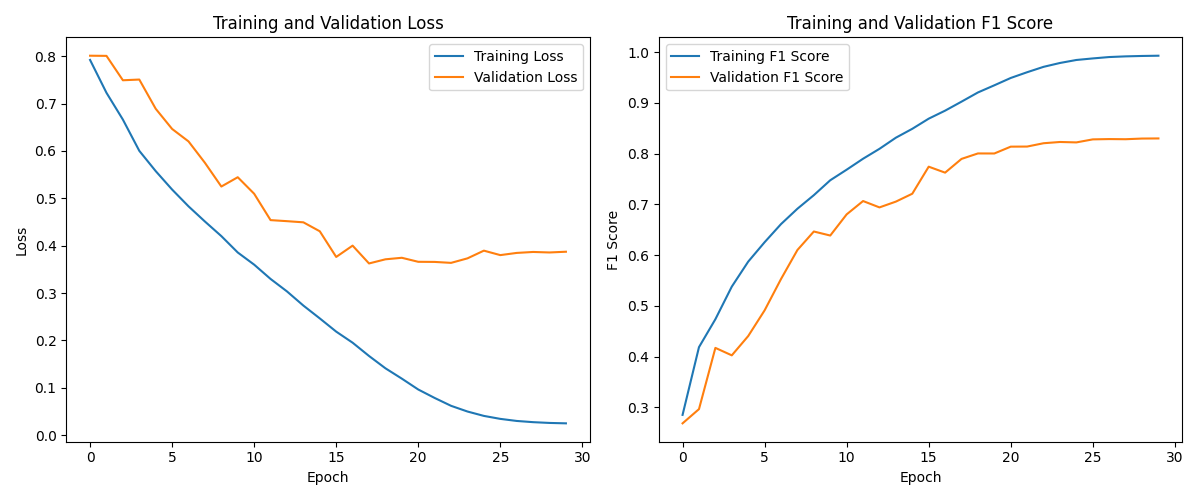 Training and Validation Loss
Training Loss
Validation Loss
0.8
0.7
0.6
0.5
0.4
0.3
0.2
0.1
0.0
Loss
0 5 10 15 20 25 30
Epoch
Training and Validation F1 Score
Training F1 Score
Validation F1 Score
1.0
0.9
0.8
0.7
0.6
0.5
0.4
0.3
F1 Score
0 5 10 15 20 25 30
Epoch